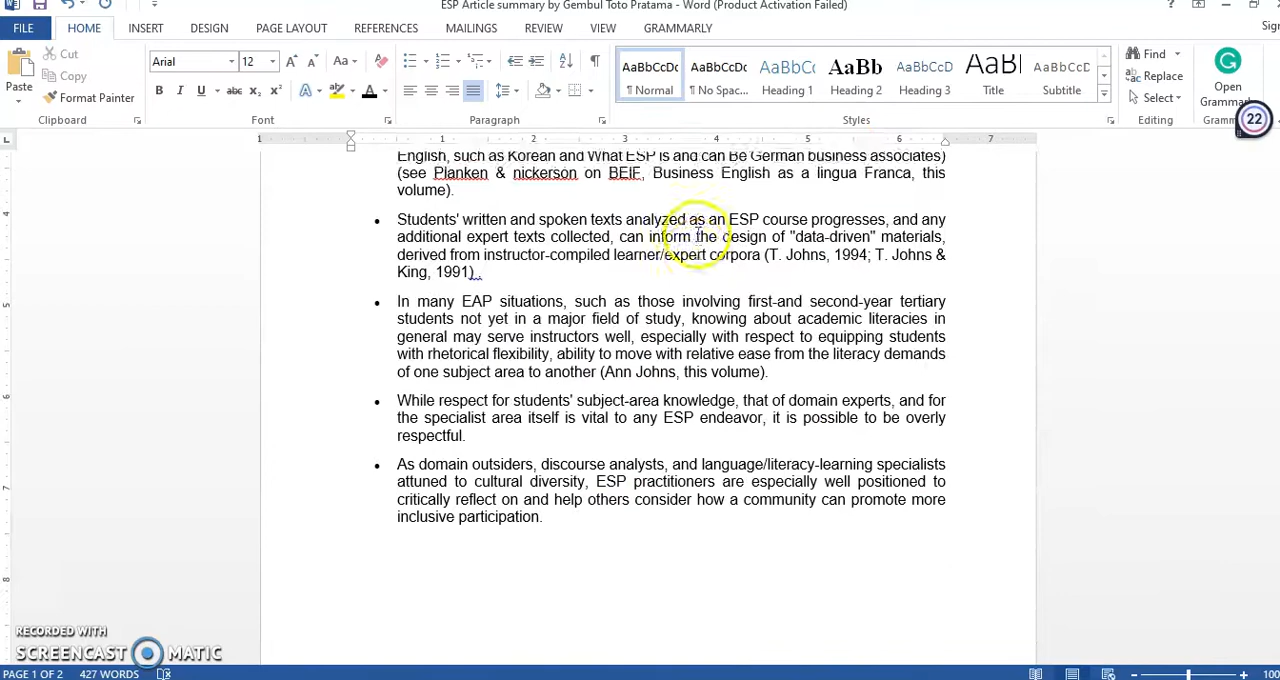 ESP Article summary by Gembul Toto Pratama - Word (Product Activation Failed)
FILE HOME INSERT DESIGN PAGE LAYOUT REFERENCES MAILINGS REVIEW VIEW GRAMMARLY
Paste
Cut
Copy
Format Painter
Clipboard
Arial 12
Font
Paragraph
AaBbCcDc AaBbCcDc AaBbCc AaBb AaBbCcD AaBbCcD
¶ Normal ¶ No Spac... Heading 1 Heading 2 Heading 3 Title Subtitle
Styles
Find
Replace
Select
Editing
Open
22
1 1 2 3 4 5 6 7
English, such as Korean and What ESP is and can Be German business associates)
(see Planken & nickerson on BElF, Business English as a lingua Franca, this
volume).
• Students' written and spoken texts analyzed as an ESP course progresses, and any
additional expert texts collected, can inform the design of "data-driven" materials,
derived from instructor-compiled learner/expert corpora (T. Johns, 1994; T. Johns &
King, 1991) .
• In many EAP situations, such as those involving first-and second-year tertiary
students not yet in a major field of study, knowing about academic literacies in
general may serve instructors well, especially with respect to equipping students
with rhetorical flexibility, ability to move with relative ease from the literacy demands
of one subject area to another (Ann Johns, this volume).
• While respect for students' subject-area knowledge, that of domain experts, and for
the specialist area itself is vital to any ESP endeavor, it is possible to be overly
respectful.
• As domain outsiders, discourse analysts, and language/literacy-learning specialists
attuned to cultural diversity, ESP practitioners are especially well positioned to
critically reflect on and help others consider how a community can promote more
inclusive participation.
RECORDED WITH
SCREENCAST MATIC
PAGE 1 OF 2 427 WORDS